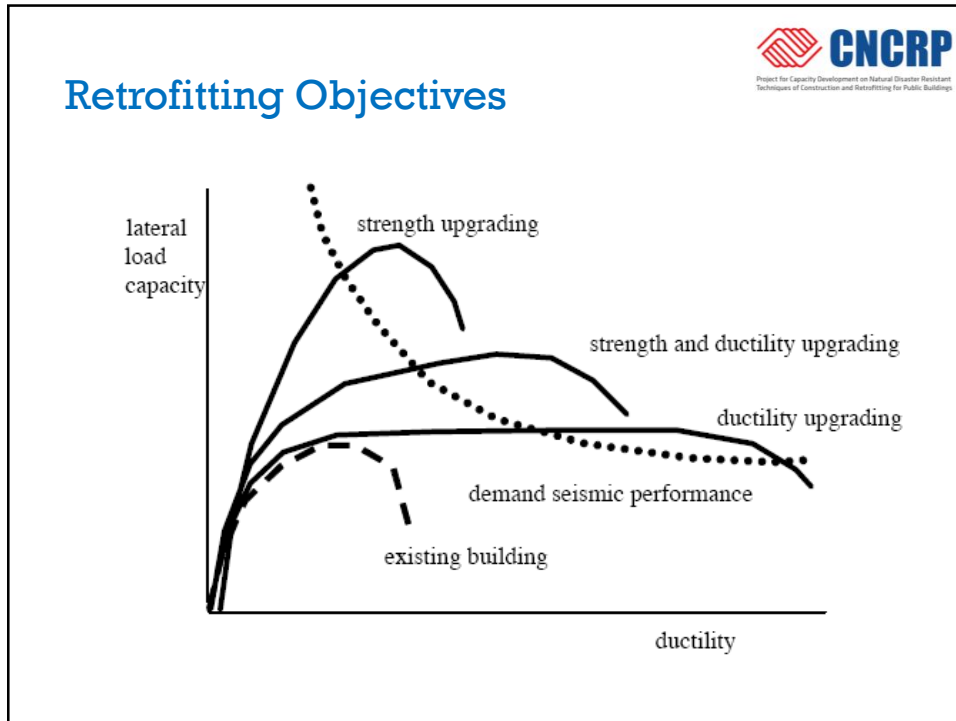 CNCRP
Project for Capacity Development on Natural Disaster Resistant
Techniques of Construction and Retrofitting for Public Buildings
Retrofitting Objectives
lateral
load
capacity
strength upgrading
strength and ductility upgrading
ductility upgrading
demand seismic performance
existing building
ductility